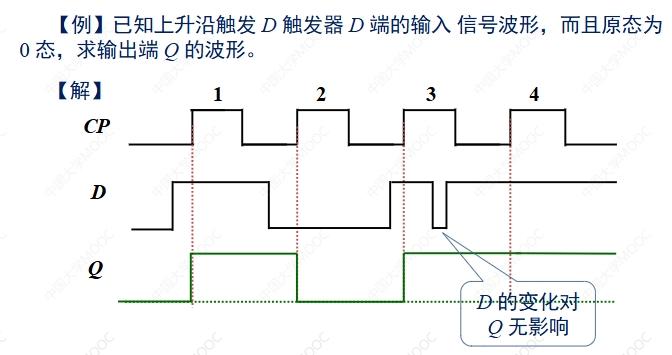 【例】已知上升沿触发 D 触发器 D 端的输入 信号波形，而且原态为
0 态，求输出端 Q 的波形。
【解】
1 2 3 4
CP
D
Q
D 的变化对
Q 无影响
中国大学MOOC